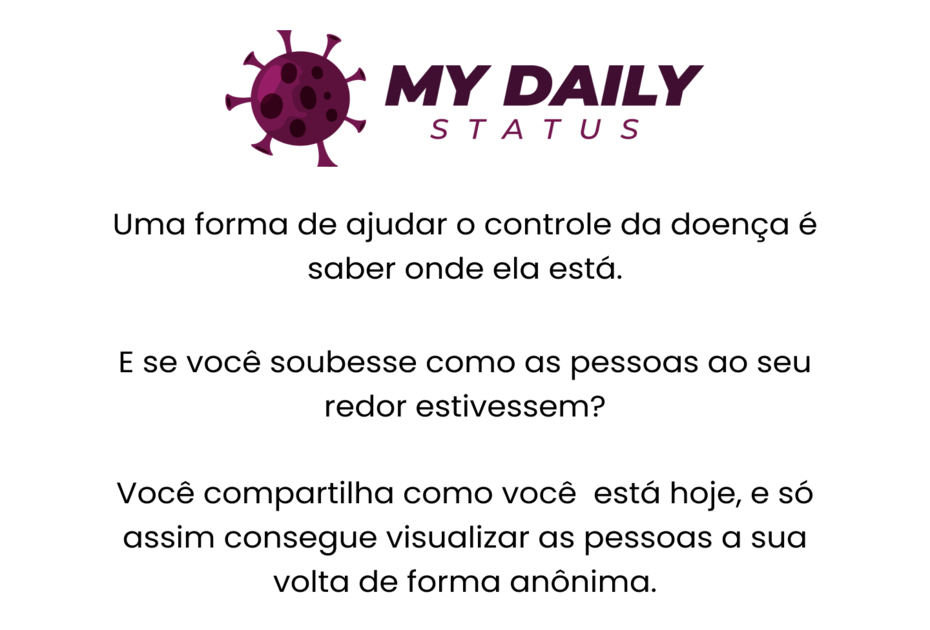 MY DAILY
STATUS
Uma forma de ajudar o controle da doença é
saber onde ela está.
E se você soubesse como as pessoas ao seu
redor estivessem?
Você compartilha como você  está hoje, e só
assim consegue visualizar as pessoas a sua
volta de forma anônima.